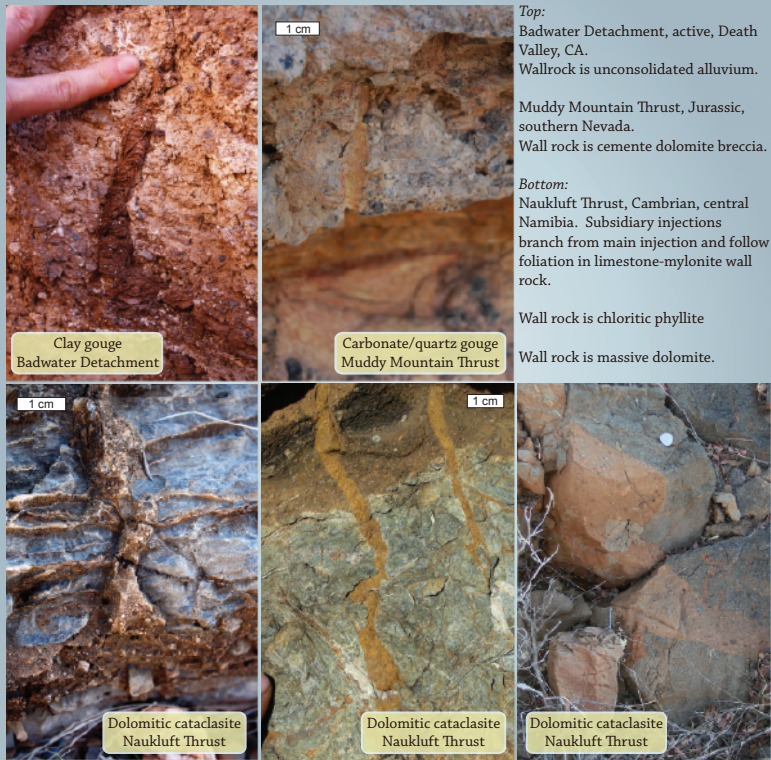 1 cm
Clay gouge
Badwater Detachment
1 cm
Carbonate/quartz gouge
Muddy Mountain Thrust
Top:
Badwater Detachment, active, Death
Valley, CA.
Wallrock is unconsolidated alluvium.
Muddy Mountain Thrust, Jurassic,
southern Nevada.
Wall rock is cemente dolomite breccia.
Bottom:
Naukluft Thrust, Cambrian, central
Namibia. Subsidiary injections
branch from main injection and follow
foliation in limestone-mylonite wall
rock.
Wall rock is chloritic phyllite
Wall rock is massive dolomite.
1 cm
Dolomitic cataclasite
Naukluft Thrust
1 cm
Dolomitic cataclasite
Naukluft Thrust
Dolomitic cataclasite
Naukluft Thrust